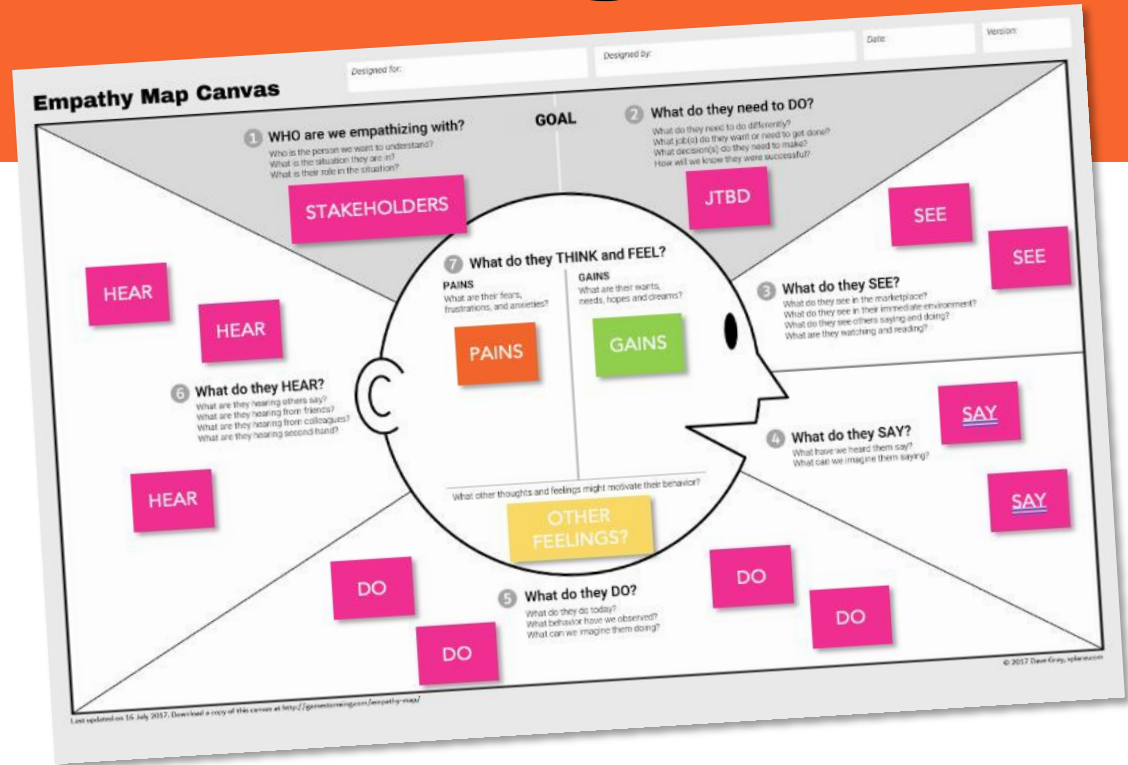 Empathy Map Canvas
Designed for:
Designed by:
Date:
Version:
1 WHO are we empathizing with?
Who is the person we want to understand?
What is the situation they are in?
What is their role in the situation?
STAKEHOLDERS
GOAL
2 What do they need to DO?
What do they need to do differently?
What job(s) do they want or need to get done?
What decision(s) do they need to make?
How will we know they were successful?
JTBD
SEE
SEE
3 What do they SEE?
What do they see in the marketplace?
What do they see in their immediate environment?
What do they see others saying and doing?
What are they watching and reading?
4 What do they SAY?
What have we heard them say?
What can we imagine them saying?
SAY
SAY
5 What do they DO?
What do they do today?
What behavior have we observed?
What can we imagine them doing?
DO
DO
DO
DO
HEAR
HEAR
6 What do they HEAR?
What are they hearing others say?
What are they hearing from friends?
What are they hearing from colleagues?
What are they hearing second hand?
HEAR
7 What do they THINK and FEEL?
PAINS
What are their fears,
frustrations, and anxieties?
PAINS
GAINS
What are their wants,
needs, hopes and dreams?
GAINS
What other thoughts and feelings might motivate their behavior?
OTHER
FEELINGS?
Last updated on 16 July 2017. Download a copy of this canvas at http://gamestorming.com/empathy-map/
© 2017 Dave Gray, xplane.com